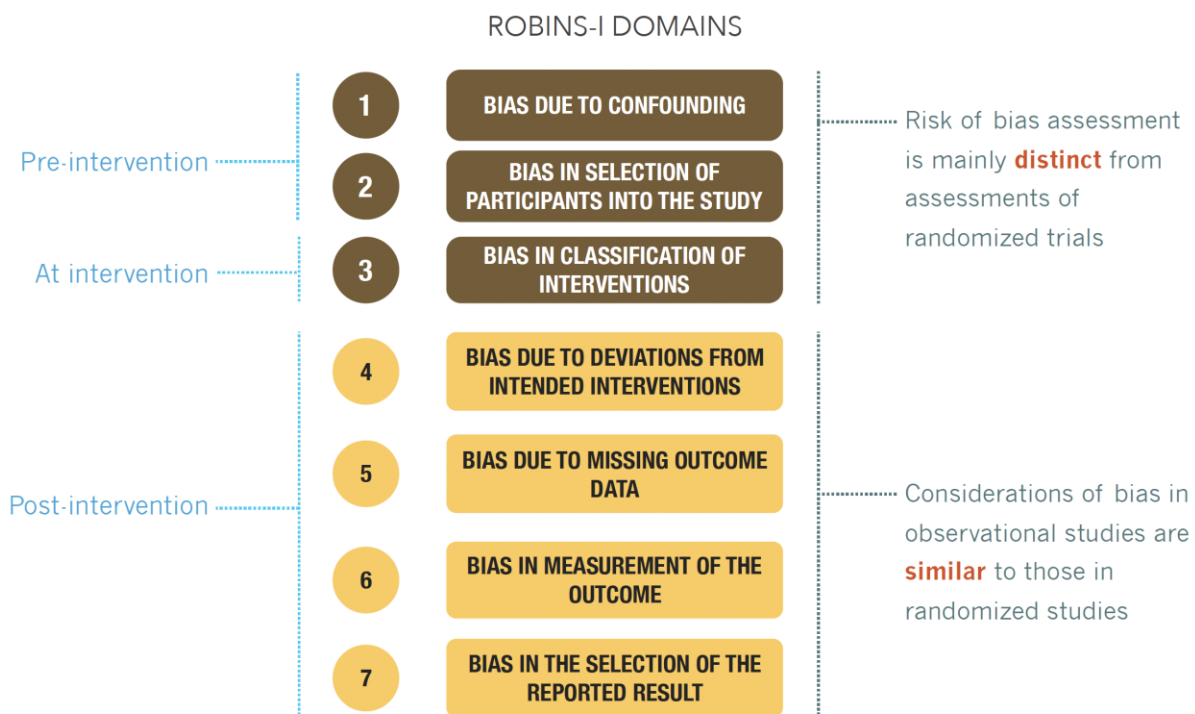 ROBINS-I DOMAINS
Pre-intervention
1
BIAS DUE TO CONFOUNDING
2
BIAS IN SELECTION OF
PARTICIPANTS INTO THE STUDY
Risk of bias assessment
is mainly distinct from
assessments of
randomized trials
At intervention
3
BIAS IN CLASSIFICATION OF
INTERVENTIONS
Post-intervention
4
BIAS DUE TO DEVIATIONS FROM
INTENDED INTERVENTIONS
5
BIAS DUE TO MISSING OUTCOME
DATA
6
BIAS IN MEASUREMENT OF THE
OUTCOME
7
BIAS IN THE SELECTION OF THE
REPORTED RESULT
Considerations of bias in
observational studies are
similar to those in
randomized studies